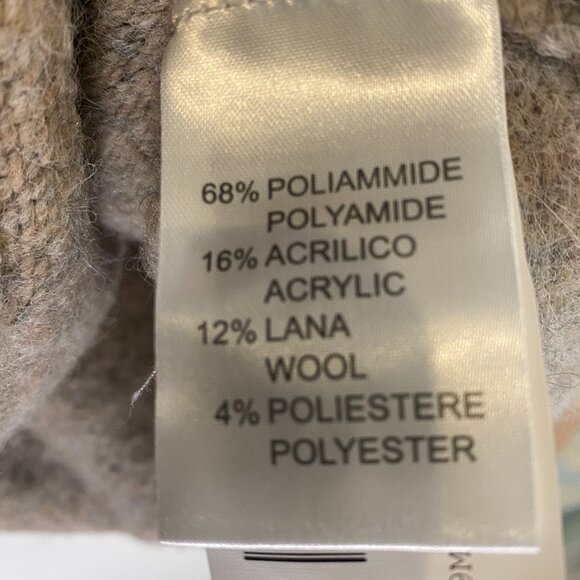 68% POLIAMMIDE
POLYAMIDE
16% ACRILICO
ACRYLIC
12% LANA
WOOL
4% POLIESTERE
POLYESTER